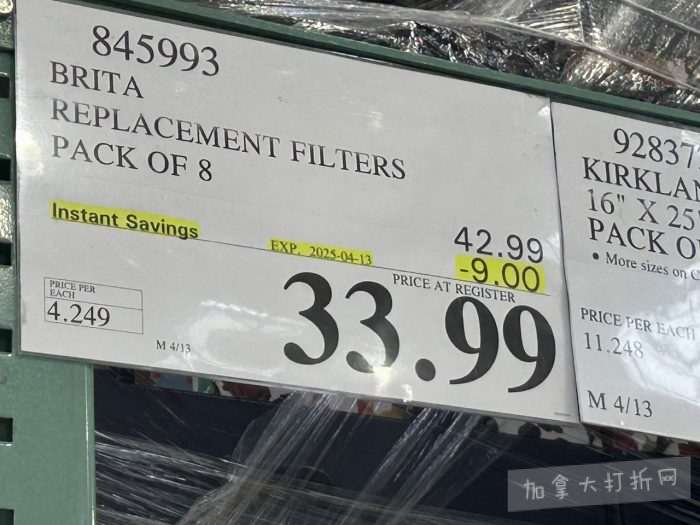 845993
BRITA
REPLACEMENT FILTERS
PACK OF 8
Instant Savings
EXP. 2025-04-13
42.99
-9.00
PRICE AT REGISTER
33.99
PRICE PER
EACH
4.249
M 4/13
92837
KIRKLAN
16" X 25
PACK O
• More sizes on C
PRICE PER EACH
11.248
M 4/13
加拿大打折网